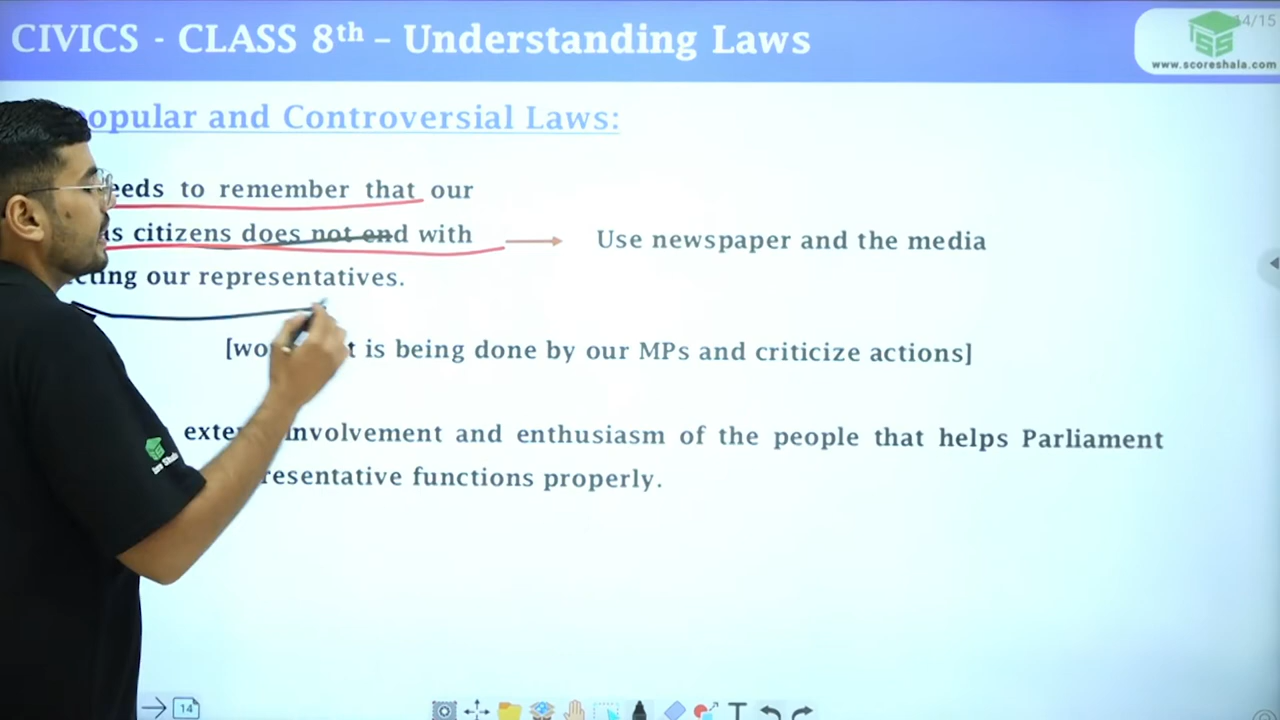 CIVICS - CLASS 8th – Understanding Laws
4/15
www.scoreshala.com
opular and Controversial Laws:
eeds to remember that our
as citizens does not end with
Use newspaper and the media
cting our representatives.
[wo t is being done by our MPs and criticize actions]
exte involvement and enthusiasm of the people that helps Parliament
resentative functions properly.
14
T